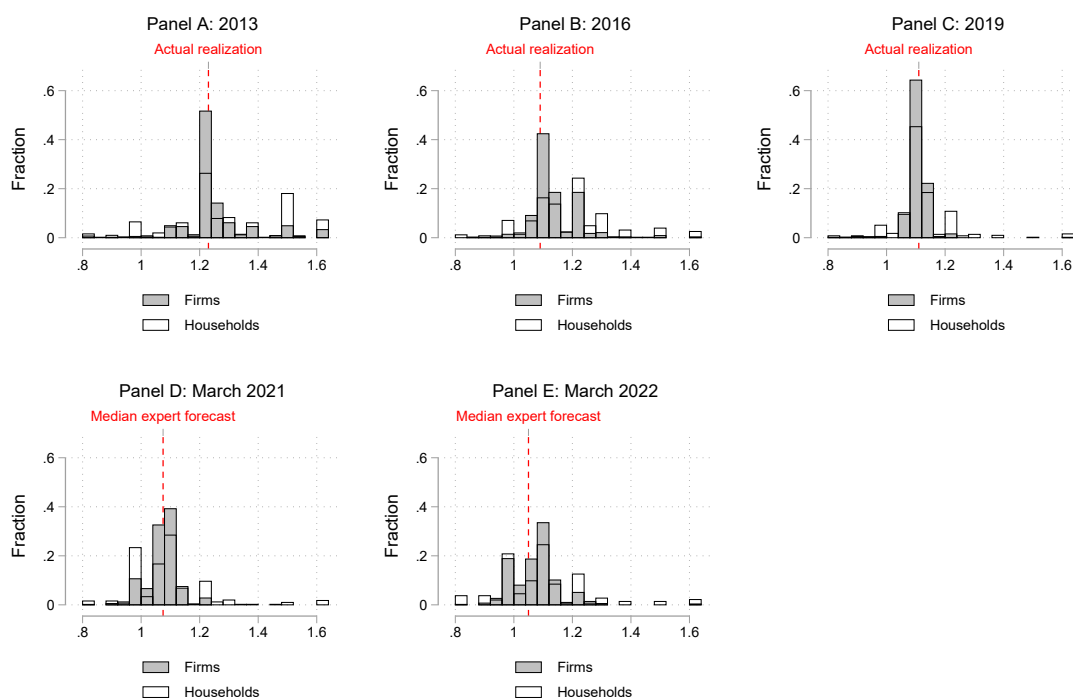 Panel A: 2013
Actual realization
Fraction
.6
.4
.2
0
.8 1 1.2 1.4 1.6
Firms
Households
Panel B: 2016
Actual realization
Fraction
.6
.4
.2
0
.8 1 1.2 1.4 1.6
Firms
Households
Panel C: 2019
Actual realization
Fraction
.6
.4
.2
0
.8 1 1.2 1.4 1.6
Firms
Households
Panel D: March 2021
Median expert forecast
Fraction
.6
.4
.2
0
.8 1 1.2 1.4 1.6
Firms
Households
Panel E: March 2022
Median expert forecast
Fraction
.6
.4
.2
0
.8 1 1.2 1.4 1.6
Firms
Households